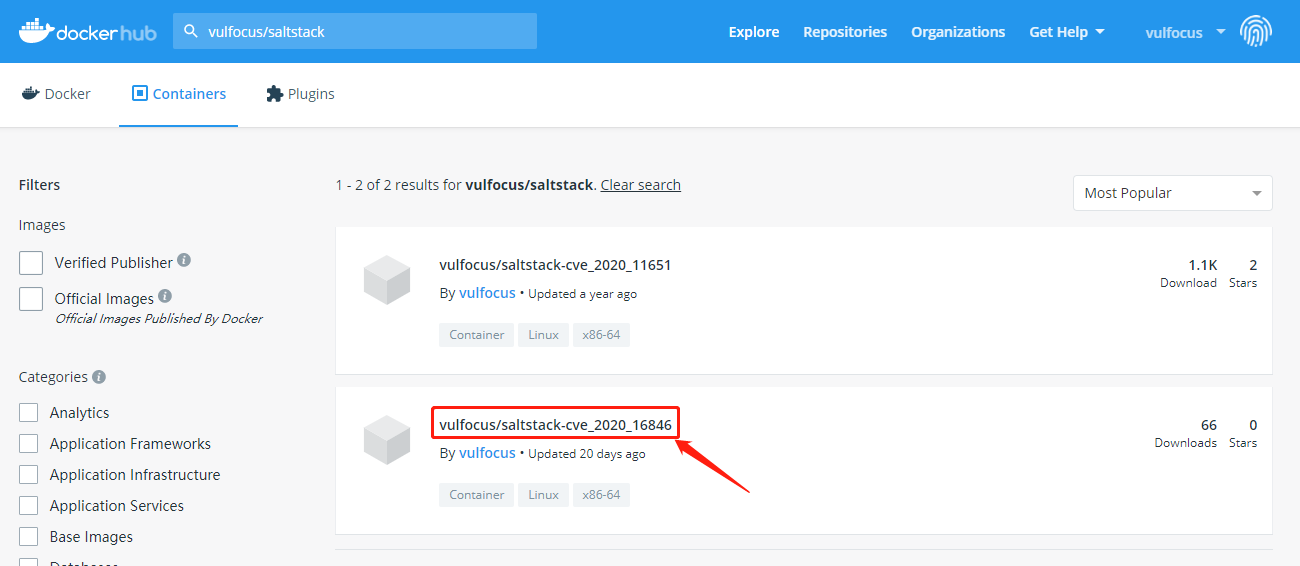 docker hub
vulfocus/saltstack
Explore Repositories Organizations Get Help vulfocus
Docker Containers Plugins
Filters
Images
Verified Publisher
Official Images
Official Images Published By Docker
Categories
Analytics
Application Frameworks
Application Infrastructure
Application Services
Base Images
Databases
1 - 2 of 2 results for vulfocus/saltstack. Clear search
Most Popular
vulfocus/saltstack-cve_2020_11651
By vulfocus • Updated a year ago
Container Linux x86-64
1.1K 2
Download Stars
vulfocus/saltstack-cve_2020_16846
By vulfocus • Updated 20 days ago
Container Linux x86-64
66 0
Downloads Stars